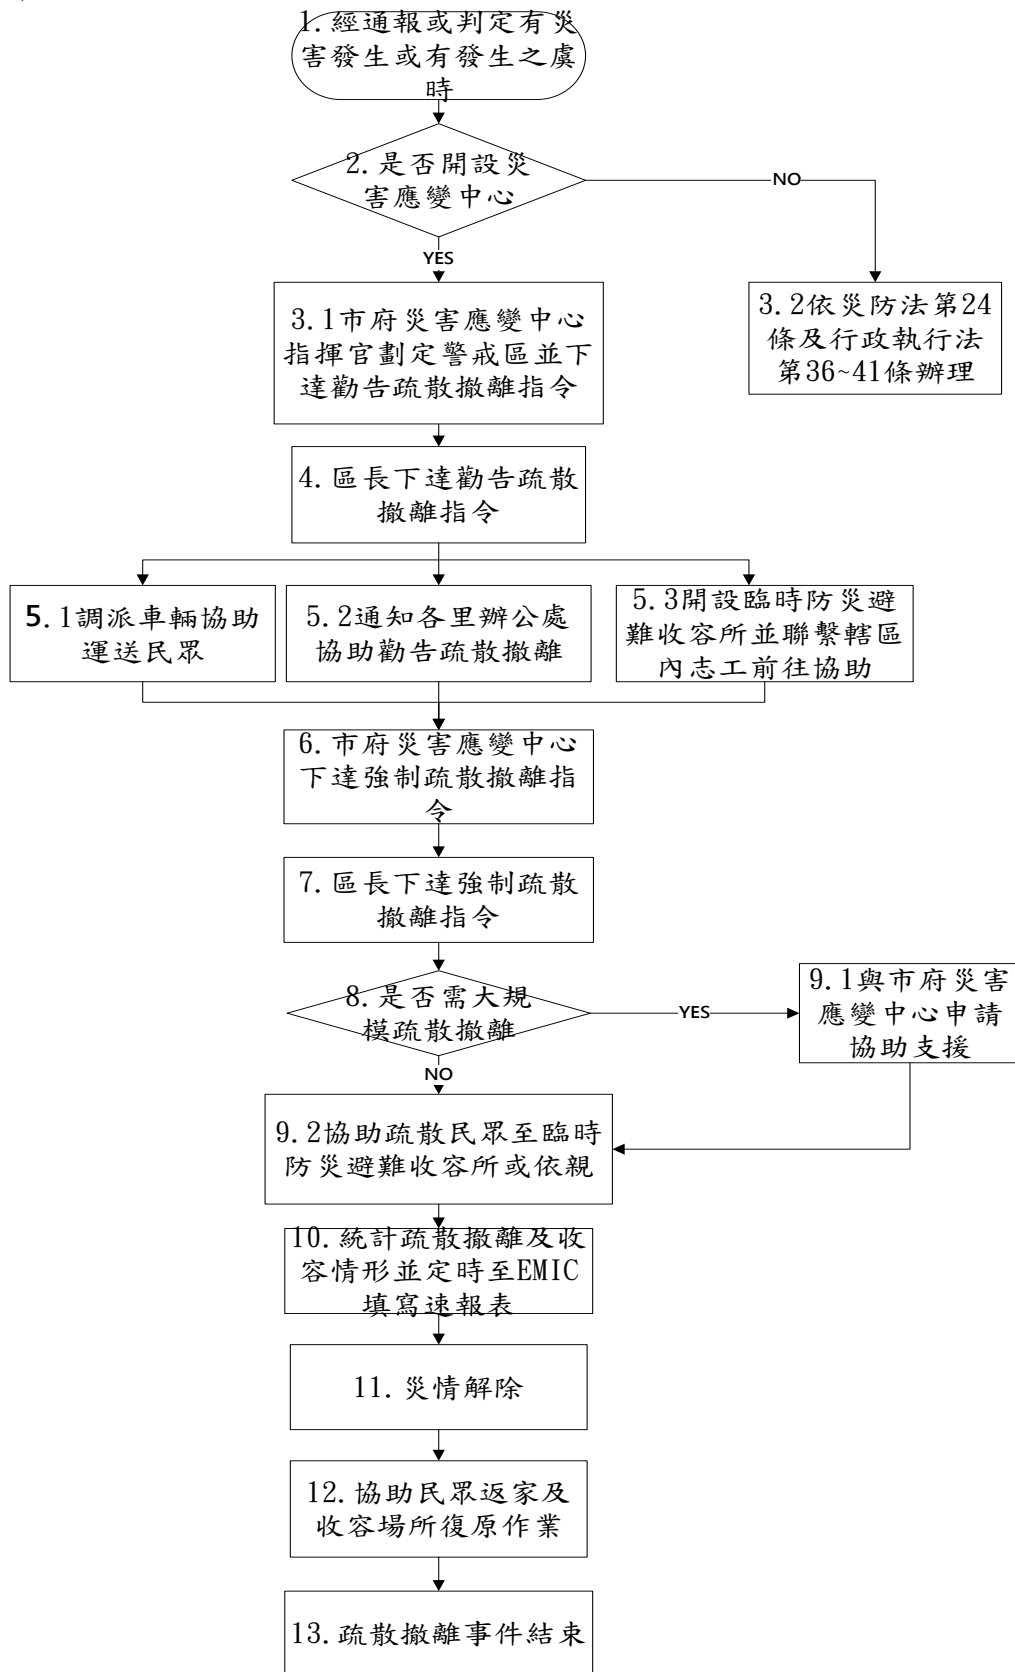 1.經通報或判定有災
害發生或有發生之虞
時
2.是否開設災
害應變中心
NO
YES
3.1市府災害應變中心
指揮官劃定警戒區並下
達勸告疏散撤離指令
3.2依災防法第24
條及行政執行法
第36~41條辦理
4.區長下達勸告疏散
撤離指令
5.1調派車輛協助
運送民眾
5.2通知各里辦公處
協助勸告疏散撤離
5.3開設臨時防災避
難收容所並聯繫轄區
內志工前往協助
6.市府災害應變中心
下達強制疏散撤離指
令
7.區長下達強制疏散
撤離指令
8.是否需大規
模疏散撤離
YES
9.1與市府災害
應變中心申請
協助支援
NO
9.2協助疏散民眾至臨時
防災避難收容所或依親
10.統計疏散撤離及收
容情形並定時至EMIC
填寫速報表
11.災情解除
12.協助民眾返家及
收容場所復原作業
13.疏散撤離事件結束